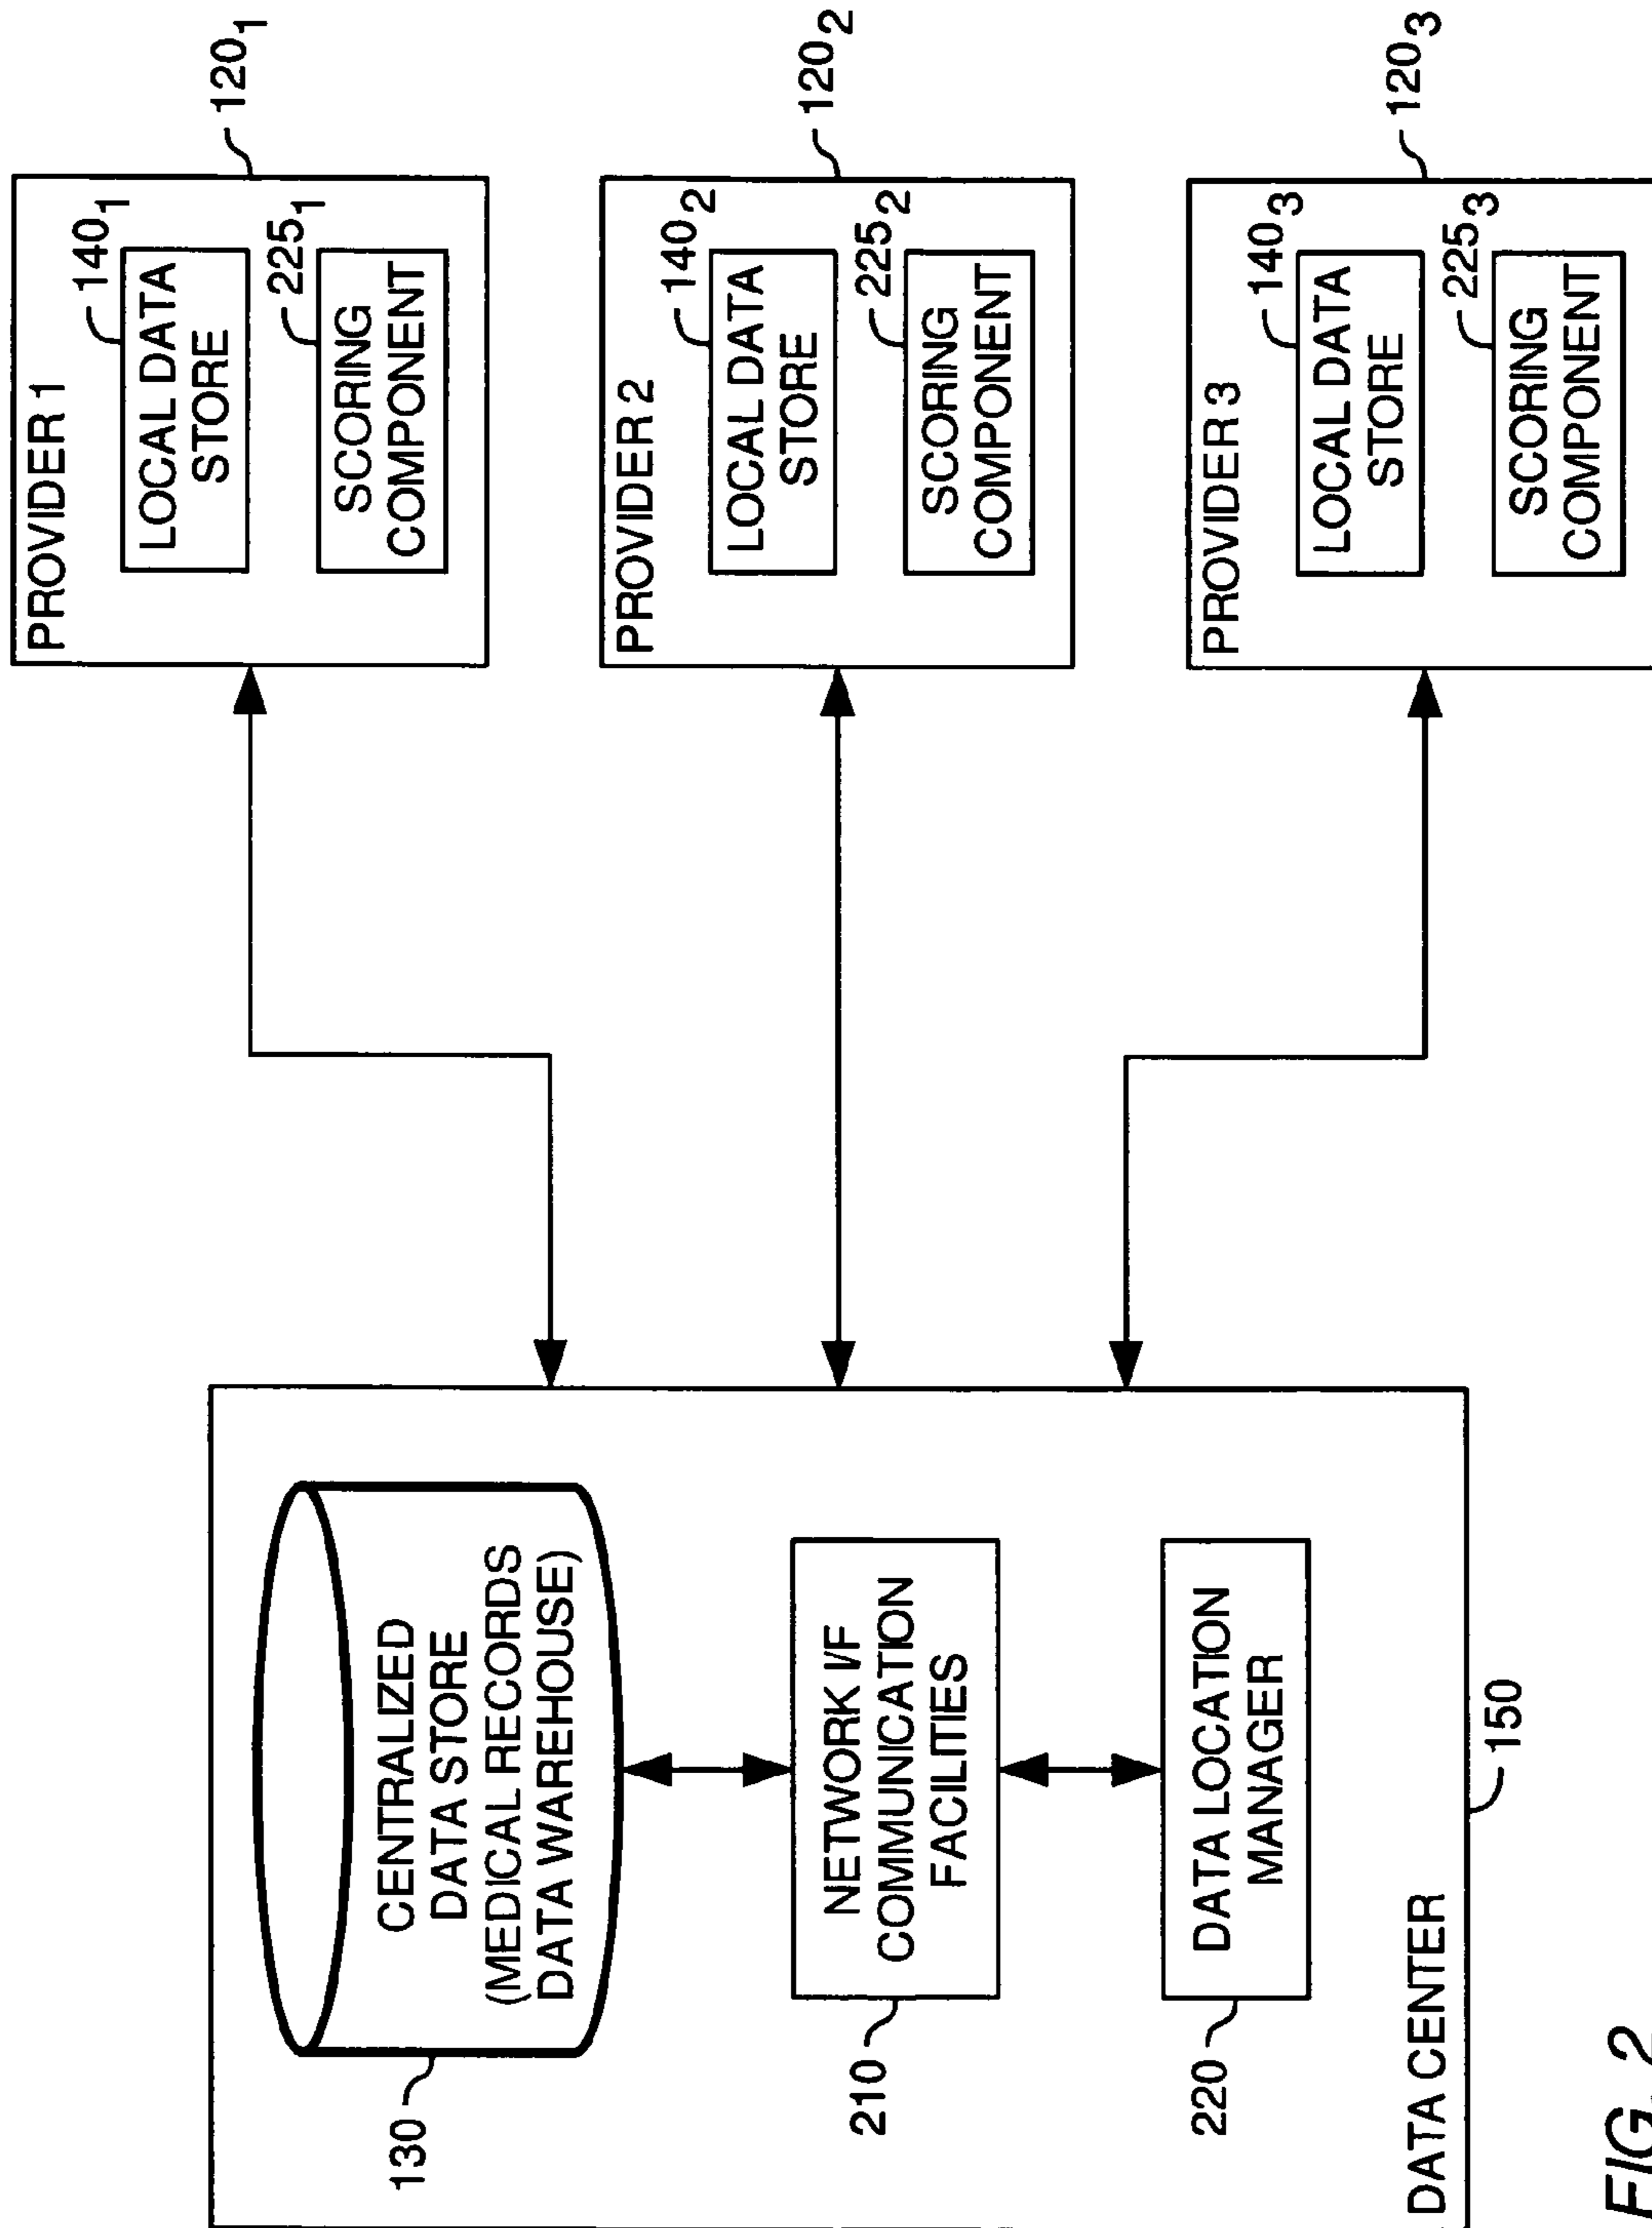 CENTRALIZED
DATA STORE
(MEDICAL RECORDS
DATA WAREHOUSE)
130
NETWORK I/F
COMMUNICATION
FACILITIES
210
DATA LOCATION
MANAGER
220
DATA CENTER
150
PROVIDER 1
140₁
LOCAL DATA
STORE
225₁
SCORING
COMPONENT
120₁
PROVIDER 2
140₂
LOCAL DATA
STORE
225₂
SCORING
COMPONENT
120₂
PROVIDER 3
140₃
LOCAL DATA
STORE
225₃
SCORING
COMPONENT
120₃
FIG. 2